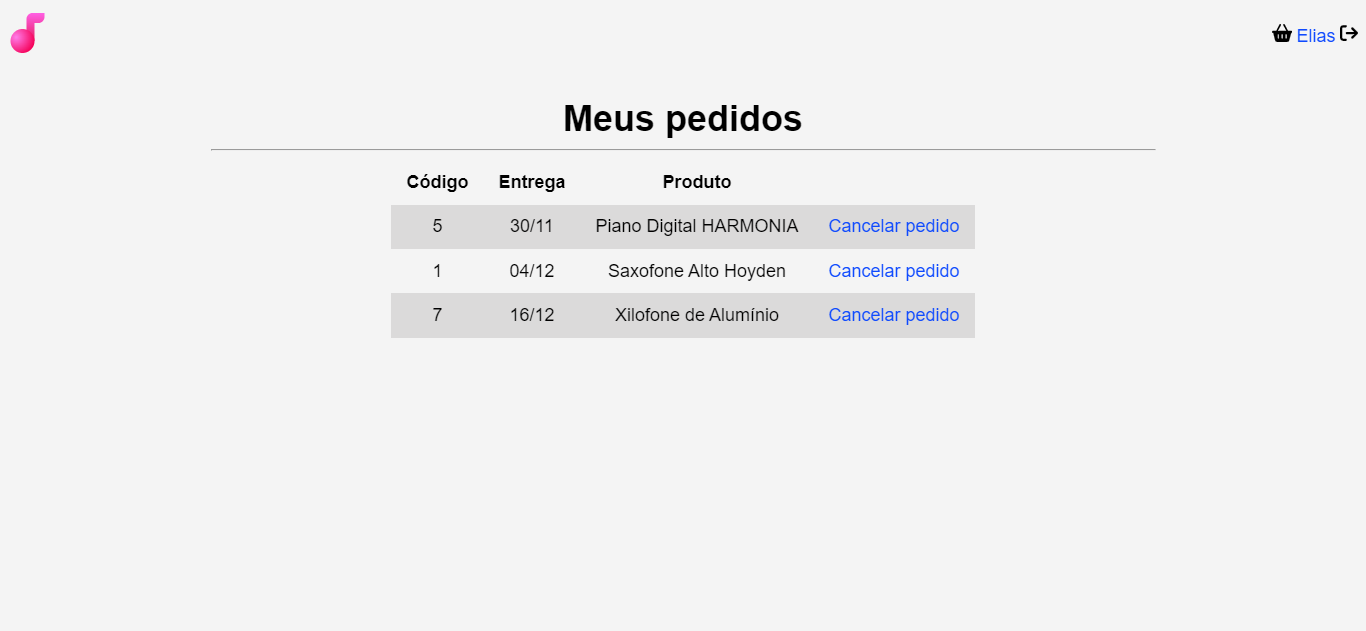 Elias
Meus pedidos
Código Entrega Produto
5 30/11 Piano Digital HARMONIA Cancelar pedido
1 04/12 Saxofone Alto Hoyden Cancelar pedido
7 16/12 Xilofone de Alumínio Cancelar pedido